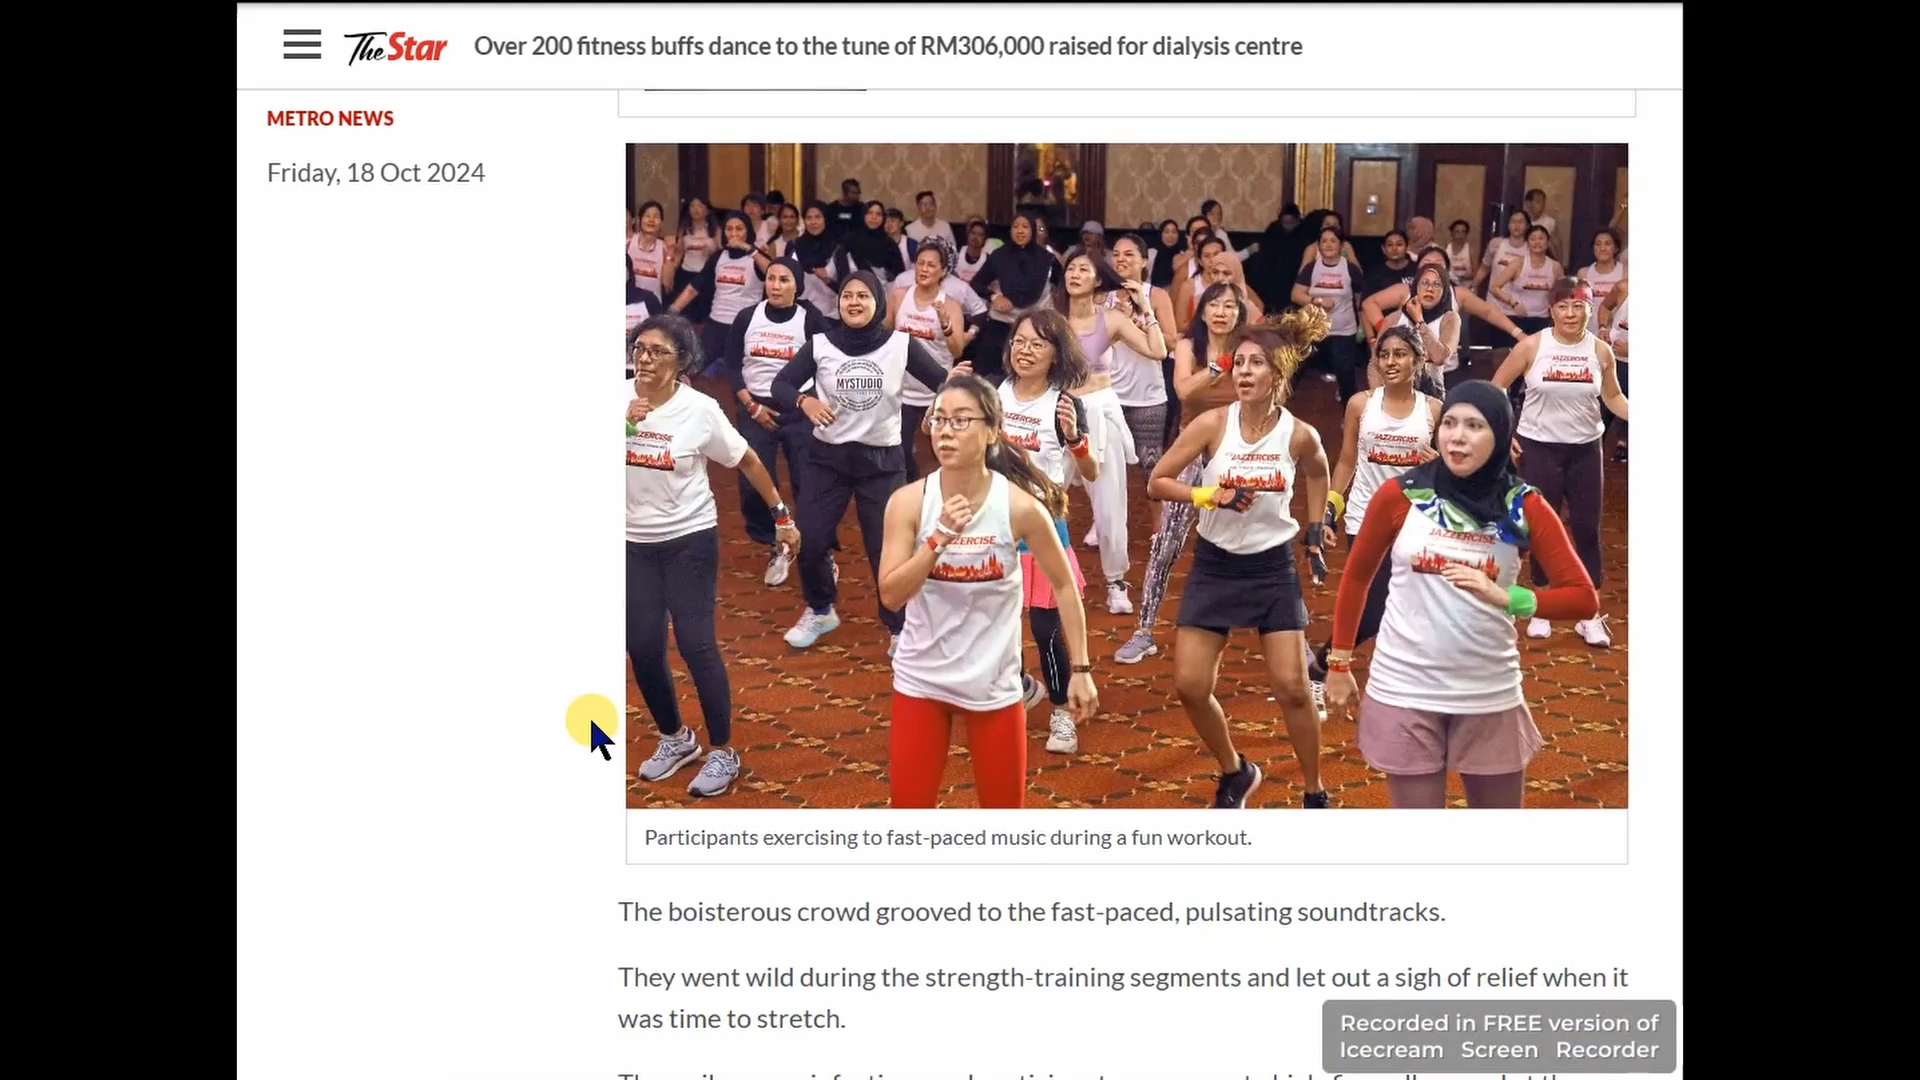 The Star
Over 200 fitness buffs dance to the tune of RM306,000 raised for dialysis centre
METRO NEWS
Friday, 18 Oct 2024
MYSTUDIO
JAZZERCISE
JAZZERCISE
JAZZERCISE
Participants exercising to fast-paced music during a fun workout.
The boisterous crowd grooved to the fast-paced, pulsating soundtracks.
They went wild during the strength-training segments and let out a sigh of relief when it
was time to stretch.
Recorded in FREE version of
Icecream Screen Recorder